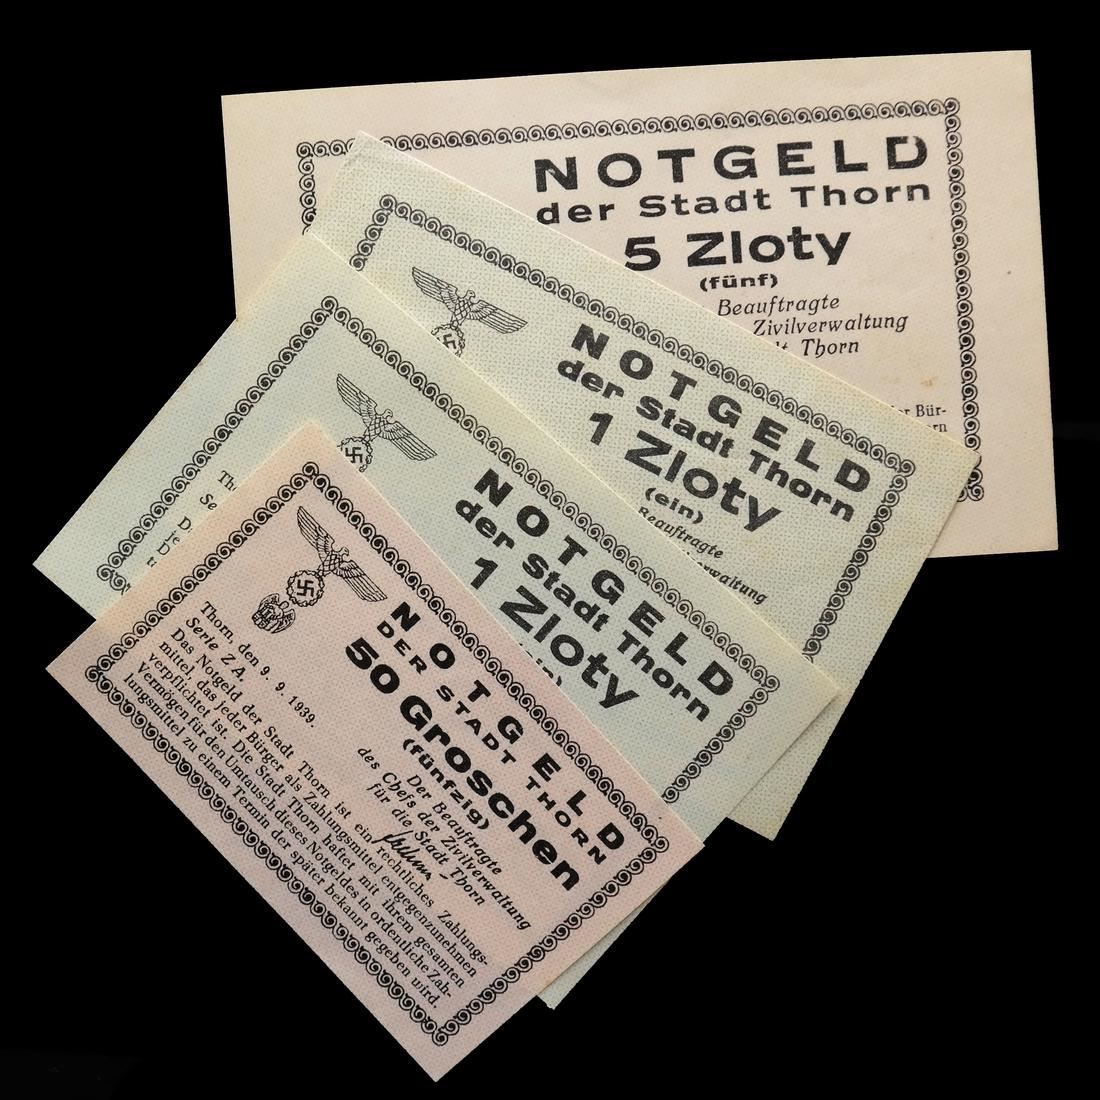 NOTGELD
der Stadt Thorn
5 Zloty
(fünf)
Beauftragte
Zivilverwaltung
Thorn
der Bür-
NOTGELD
der Stadt Thorn
1 Zloty
(ein)
Beauftragte
NOTGELD
der Stadt Thorn
1 Zloty
NOTGELD
DER STADT THORN
50 Groschen
(fünfzig)
Der Beauftragte
des Chefs der Zivilverwaltung
für die Stadt Thorn
Thorn, den 9. 9. 1939.
Serie Z A.
Das Notgeld der Stadt Thorn ist ein rechtliches Zahlungs-
mittel, das jeder Bürger als Zahlungsmittel entgegenzunehmen
verpflichtet ist. Die Stadt Thorn haftet mit ihrem gesamten
Vermögen für den Umtausch dieses Notgeldes in ordentliche Zah-
lungsmittel zu einem Termin der später bekannt gegeben wird.